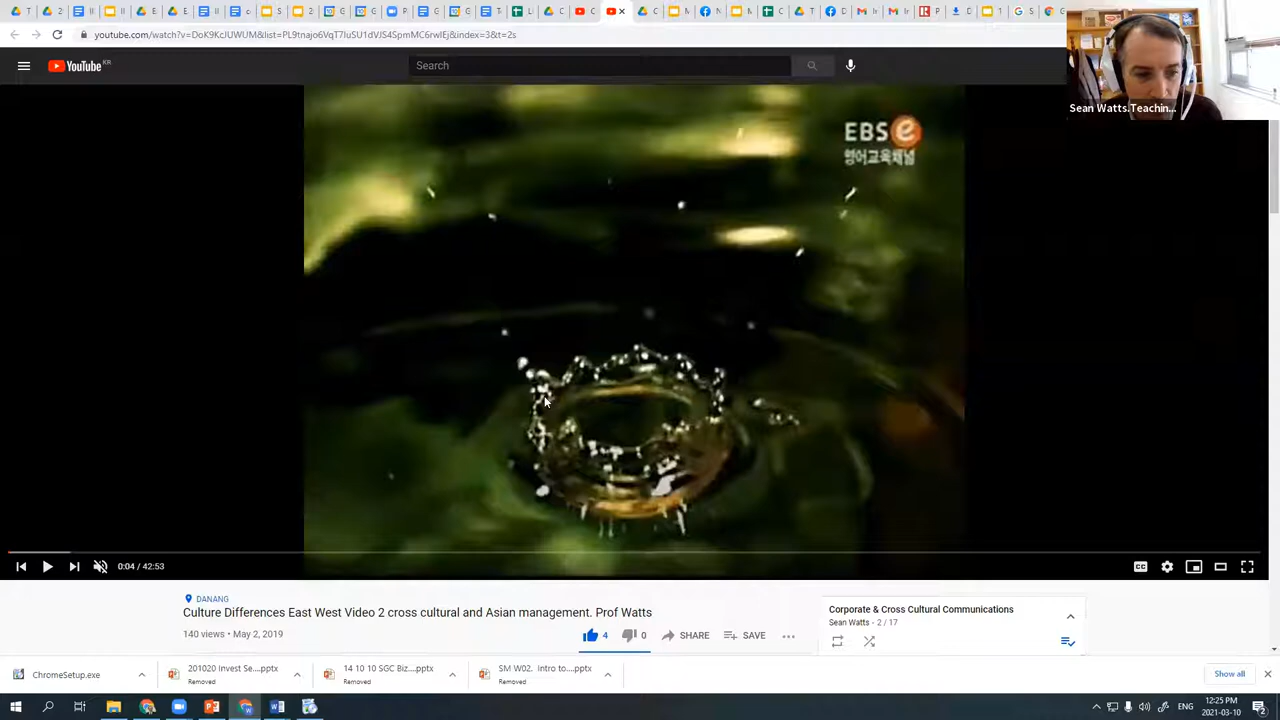 youtube.com/watch?v=DoK9KcJUWUM&list=PL9tnajo6VqT7luSU1dVJS4SpmMC6rwIEj&index=3&t=2s
YouTube KR
Search
Sean Watts.Teachin...
EBS e
영어교육채널
0:04 / 42:53
DANANG
Culture Differences East West Video 2 cross cultural and Asian management. Prof Watts
140 views • May 2, 2019
4
0
SHARE
SAVE
Corporate & Cross Cultural Communications
Sean Watts - 2 / 17
ChromeSetup.exe
201020 Invest Se....pptx
Removed
14 10 10 SGC Biz....pptx
Removed
SM W02. Intro to....pptx
Removed
Show all
ENG
12:25 PM
2021-03-10
2